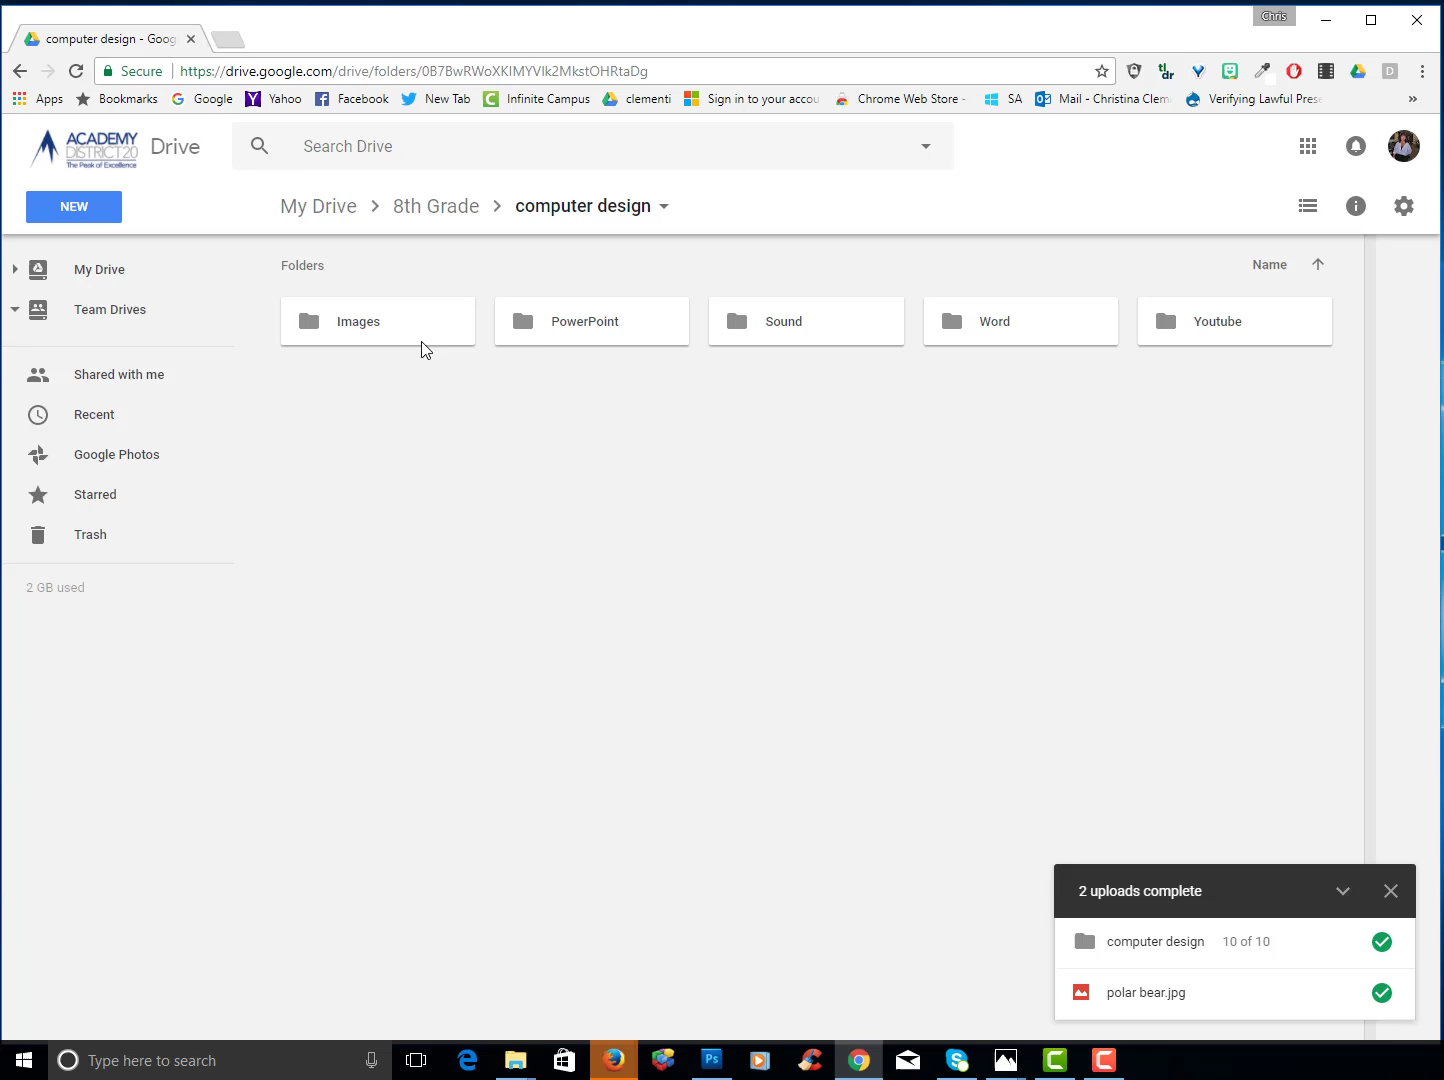 Chris
computer design - Goog
Secure
https://drive.google.com/drive/folders/0B7BwRWoXKIMYVlk2MkstOHRtaDg
Apps
Bookmarks
Google
Yahoo
Facebook
New Tab
Infinite Campus
clementi
Sign in to your accou
Chrome Web Store -
SA
Mail - Christina Clem
Verifying Lawful Pres
ACADEMY
DISTRICT 20
The Peak of Excellence
Drive
Search Drive
NEW
My Drive > 8th Grade > computer design
My Drive
Team Drives
Shared with me
Recent
Google Photos
Starred
Trash
2 GB used
Folders
Name
Images
PowerPoint
Sound
Word
Youtube
2 uploads complete
computer design 10 of 10
polar bear.jpg
Type here to search